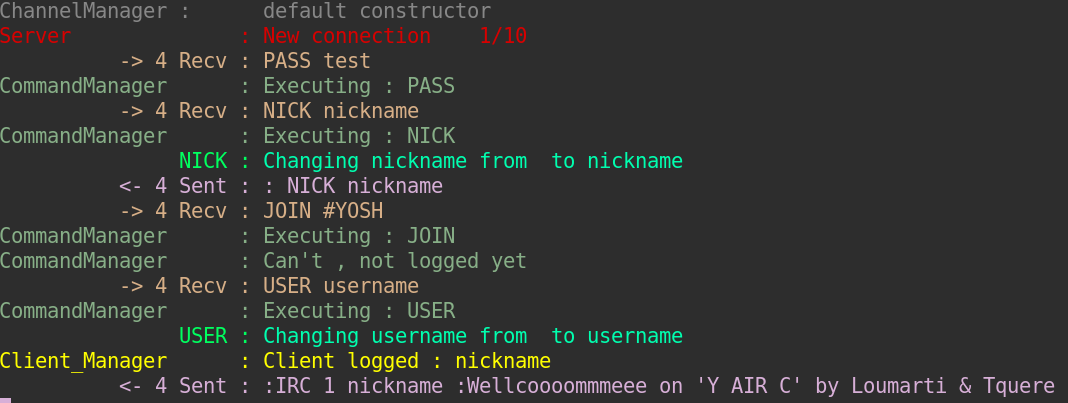 ChannelManager :      default constructor
Server              : New connection    1/10
          -> 4 Recv : PASS test
CommandManager      : Executing : PASS
          -> 4 Recv : NICK nickname
CommandManager      : Executing : NICK
               NICK : Changing nickname from  to nickname
          <- 4 Sent : : NICK nickname
          -> 4 Recv : JOIN #YOSH
CommandManager      : Executing : JOIN
CommandManager      : Can't , not logged yet
          -> 4 Recv : USER username
CommandManager      : Executing : USER
               USER : Changing username from  to username
Client_Manager      : Client logged : nickname
          <- 4 Sent : :IRC 1 nickname :Wellcoooommmeee on 'Y AIR C' by Loumarti & Tquere